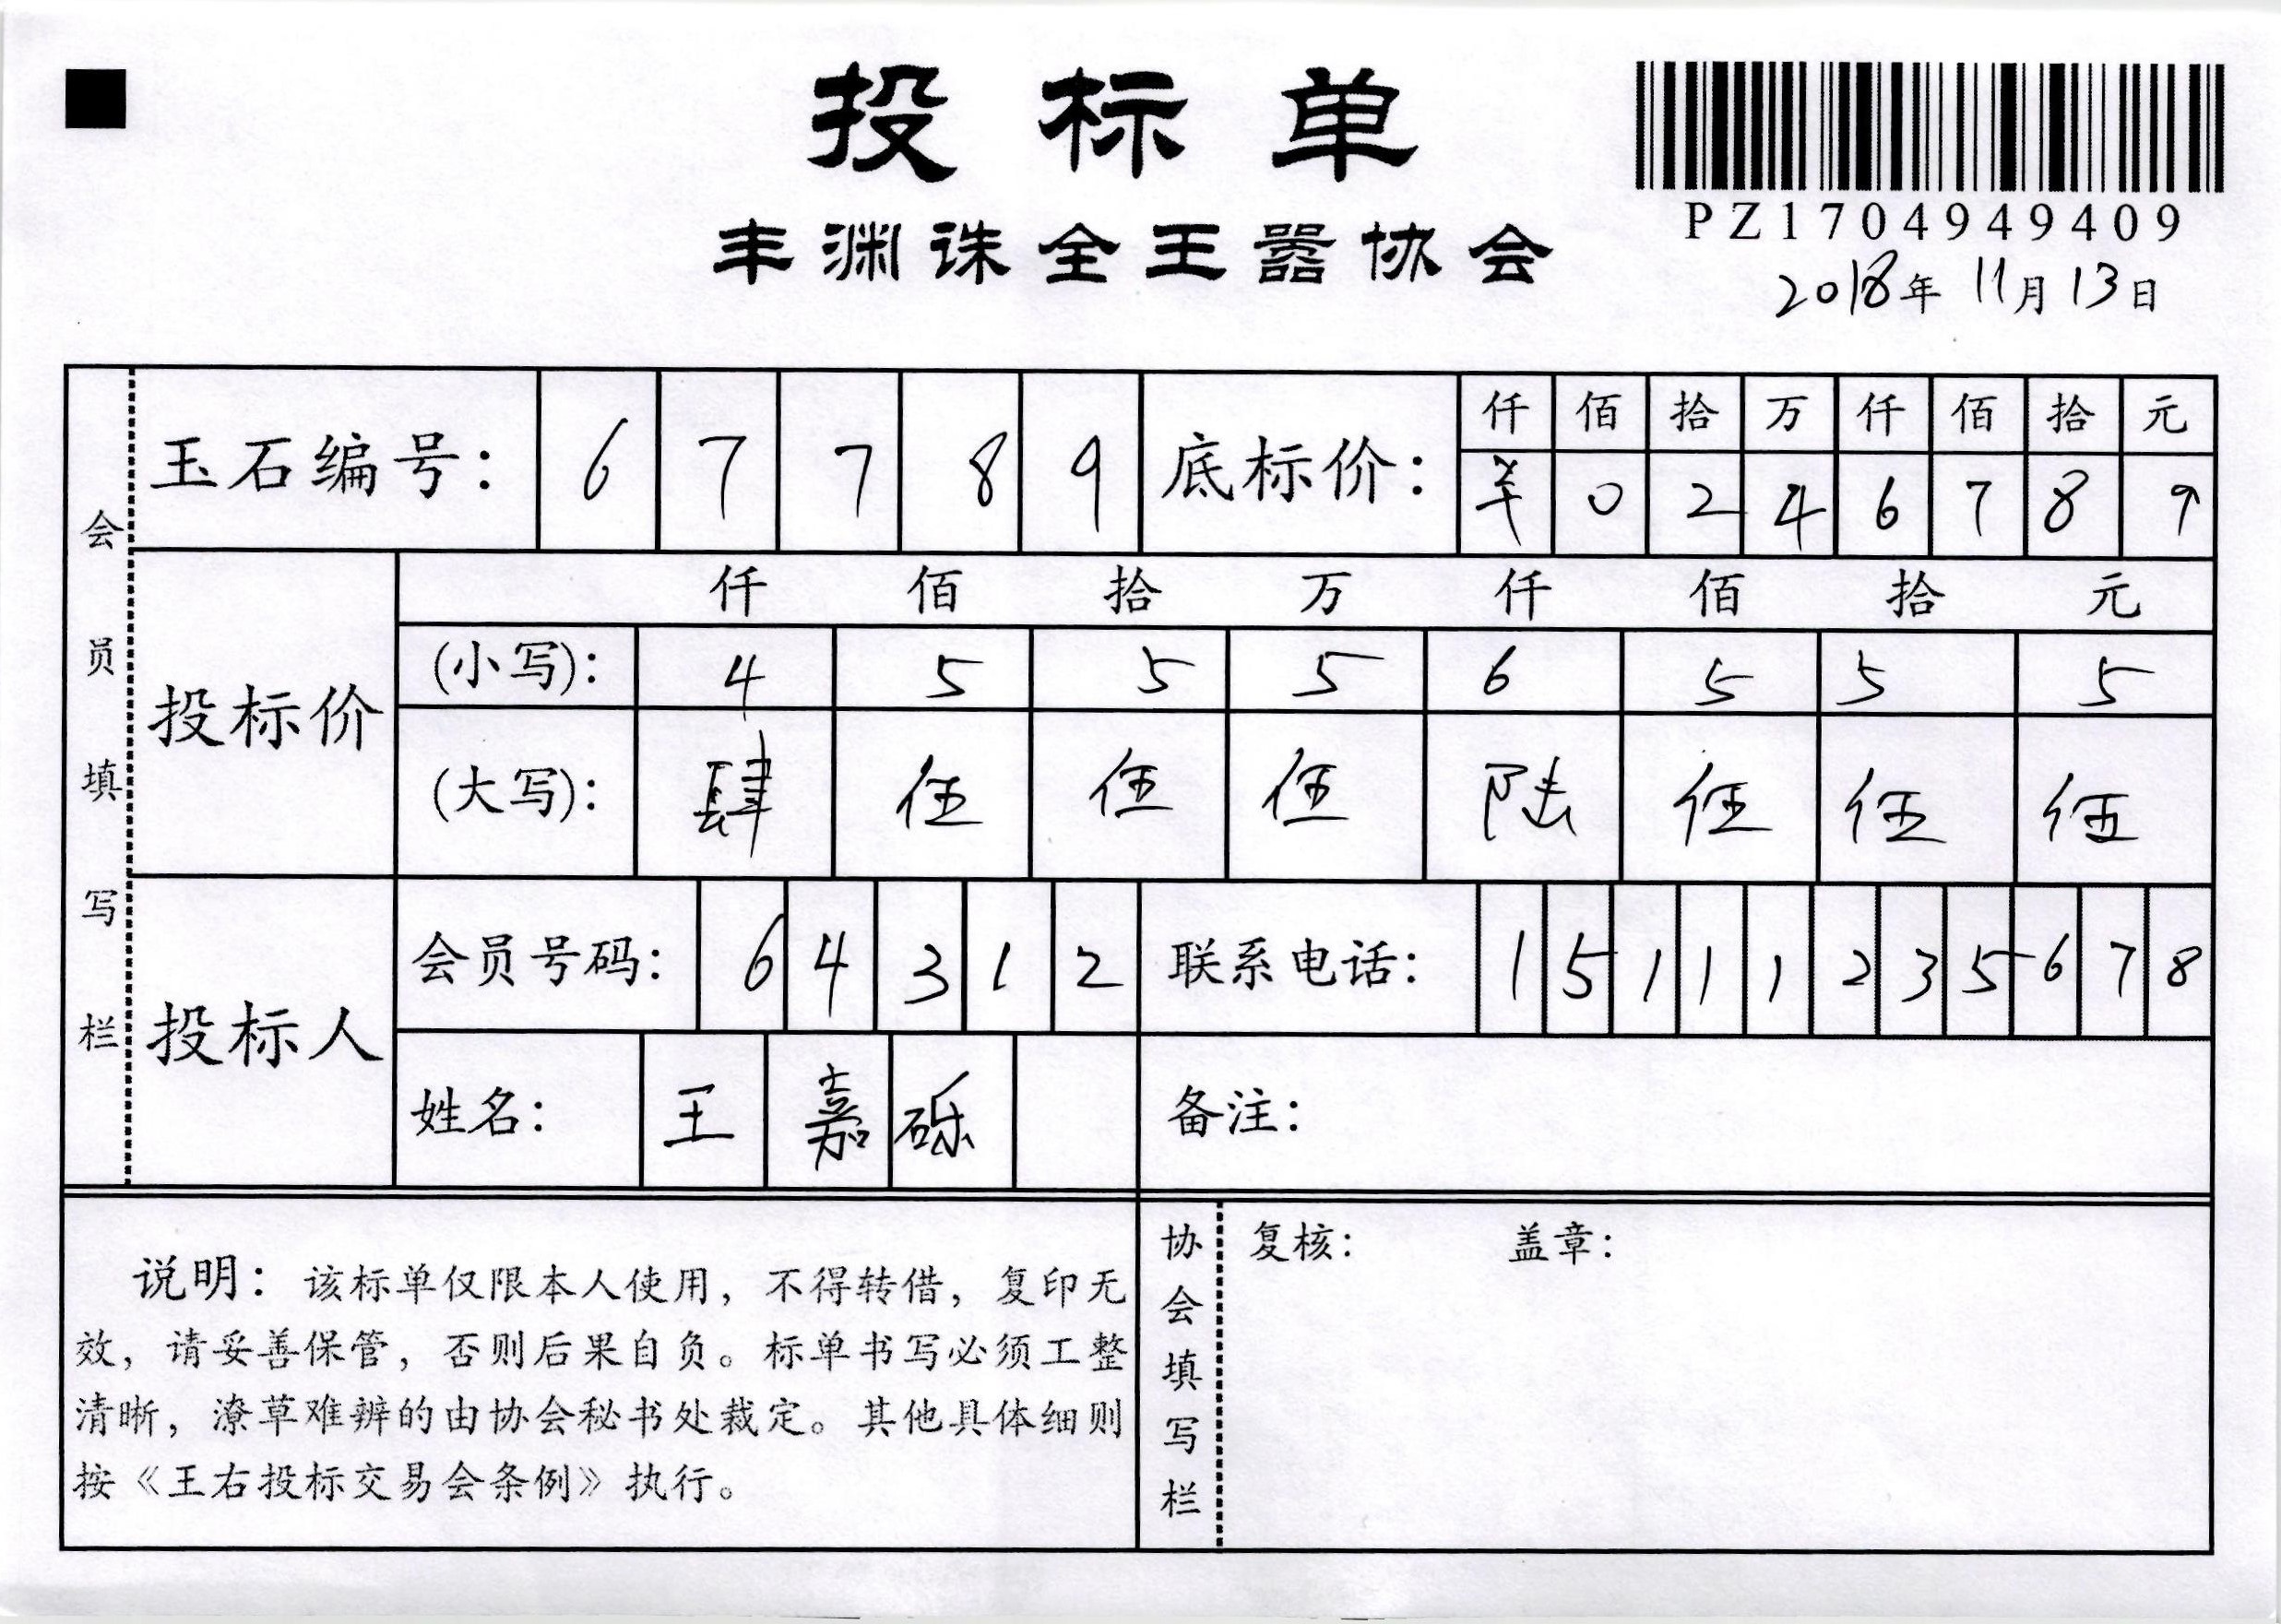 投标单
丰渊诛全王嚣协会
PZ1704949409
2018年 11月 13日
会员填写栏
玉石编号： 6 7 7 8 9
底标价： 仟 佰 拾 万 仟 佰 拾 元
0 2 4 6 7 8 9
投标价
仟 佰 拾 万 仟 佰 拾 元
(小写)： 4 5 5 5 6 5 5 5
(大写)： 肆 伍 伍 伍 陆 伍 伍 伍
投标人
会员号码： 6 4 3 1 2
联系电话： 1 5 1 1 1 2 3 5 6 7 8
姓名： 王 嘉 砾
备注：
说明：该标单仅限本人使用，不得转借，复印无
效，请妥善保管，否则后果自负。标单书写必须工整
清晰，潦草难辨的由协会秘书处裁定。其他具体细则
按《王右投标交易会条例》执行。
协会填写栏
复核： 盖章：